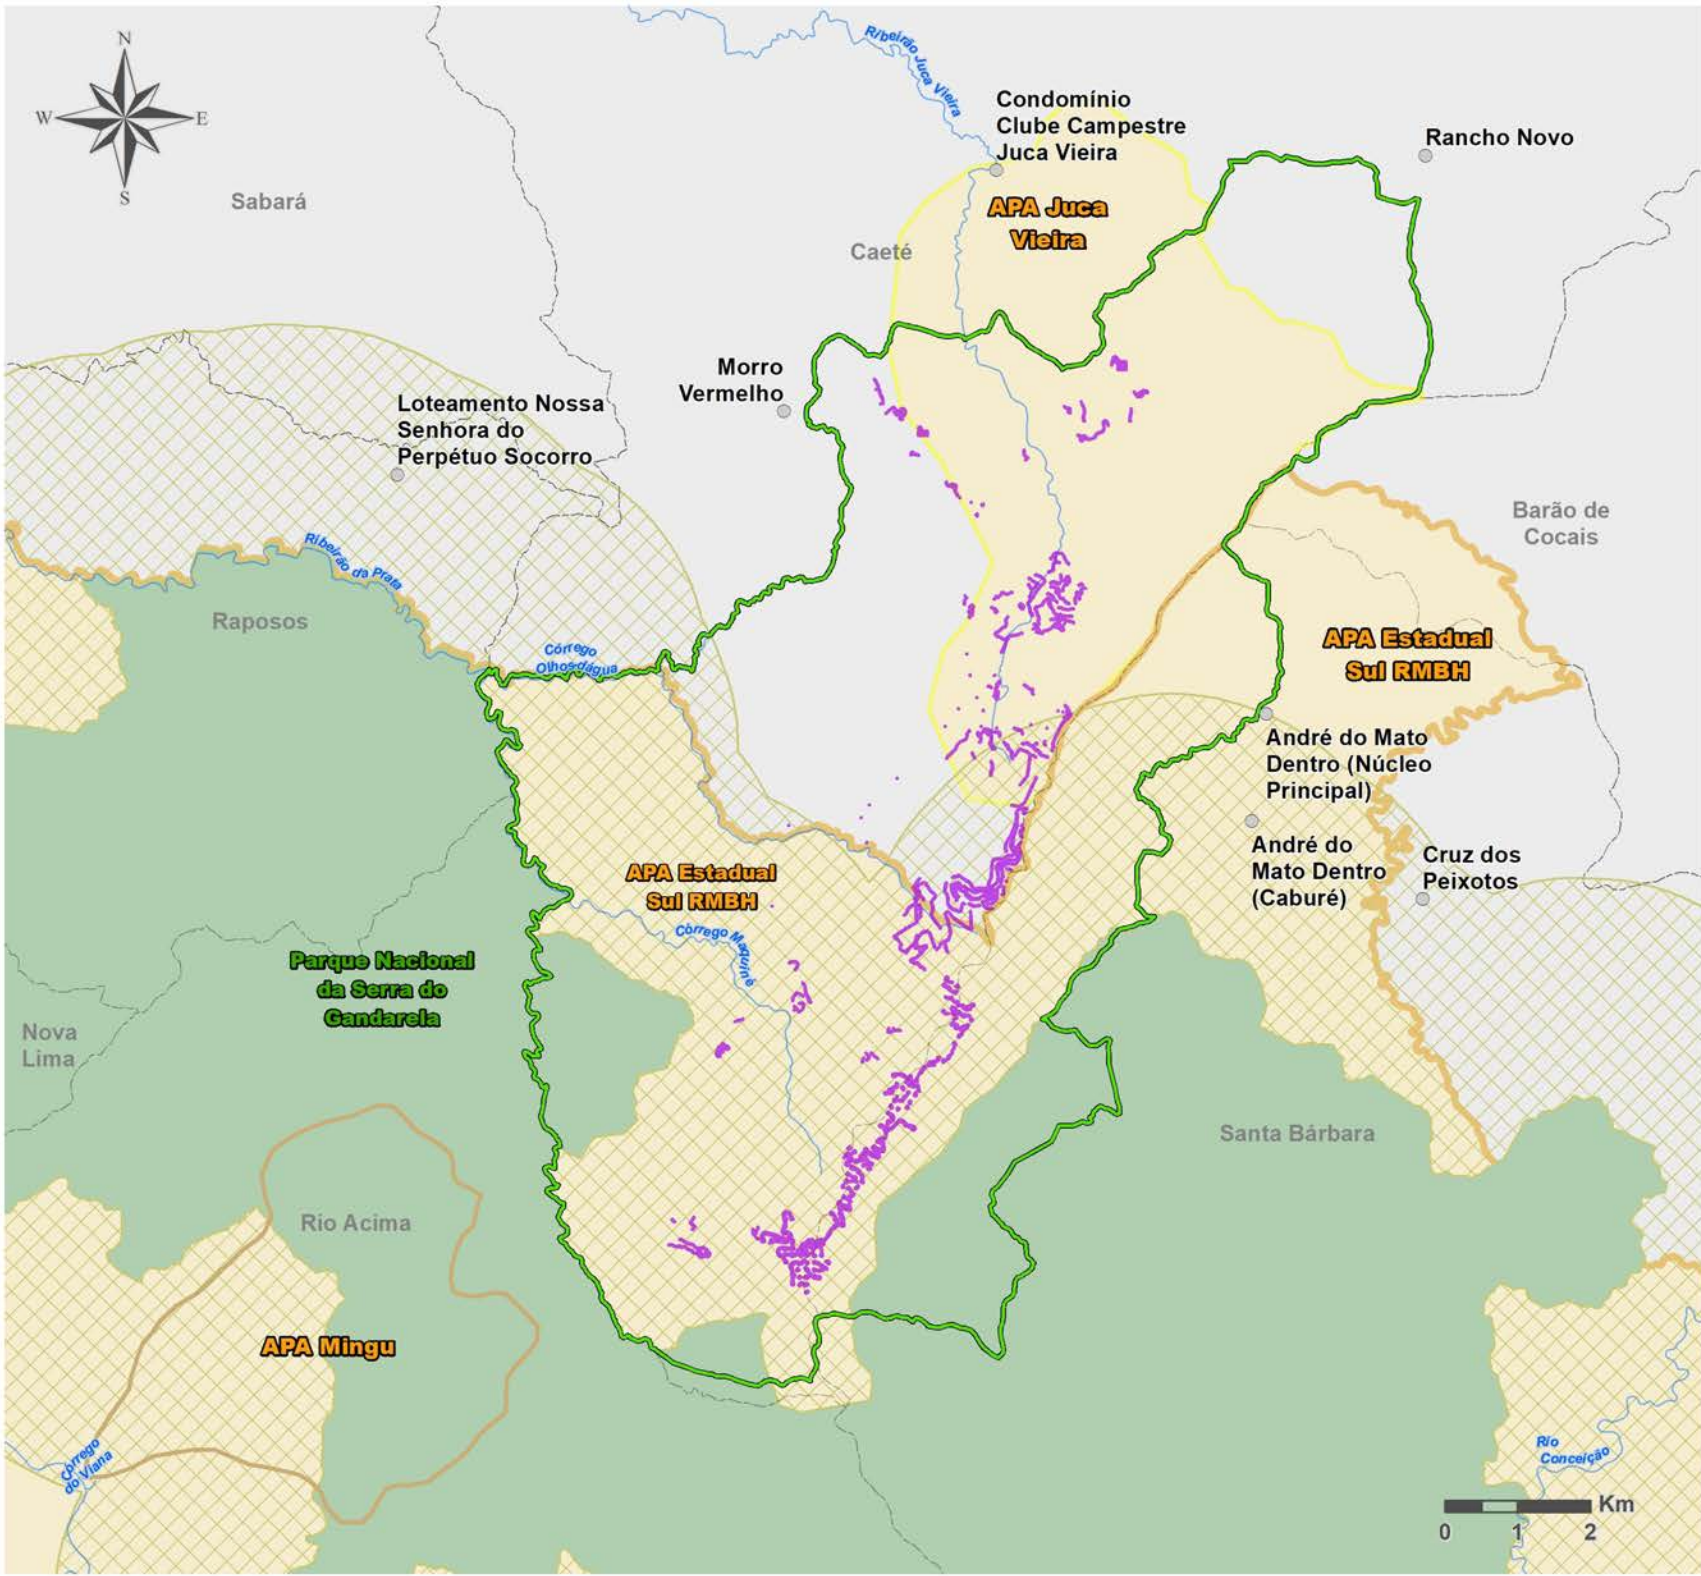 N
W
E
S
Ribeirão Juca Vieira
Condomínio
Clube Campestre
Juca Vieira
Rancho Novo
Sabará
APA Juca
Vieira
Caeté
Morro
Vermelho
Loteamento Nossa
Senhora do
Perpétuo Socorro
Barão de
Cocais
Ribeirão da Prata
Raposos
Córrego
Olhos d'água
APA Estadual
Sul RMBH
André do Mato
Dentro (Núcleo
Principal)
André do
Mato Dentro
(Caburé)
Cruz dos
Peixotos
APA Estadual
Sul RMBH
Córrego Maquiné
Parque Nacional
da Serra do
Gandarela
Nova
Lima
Santa Bárbara
Rio Acima
APA Mingu
Córrego
do Viana
Rio
Conceição
Km
0 1 2